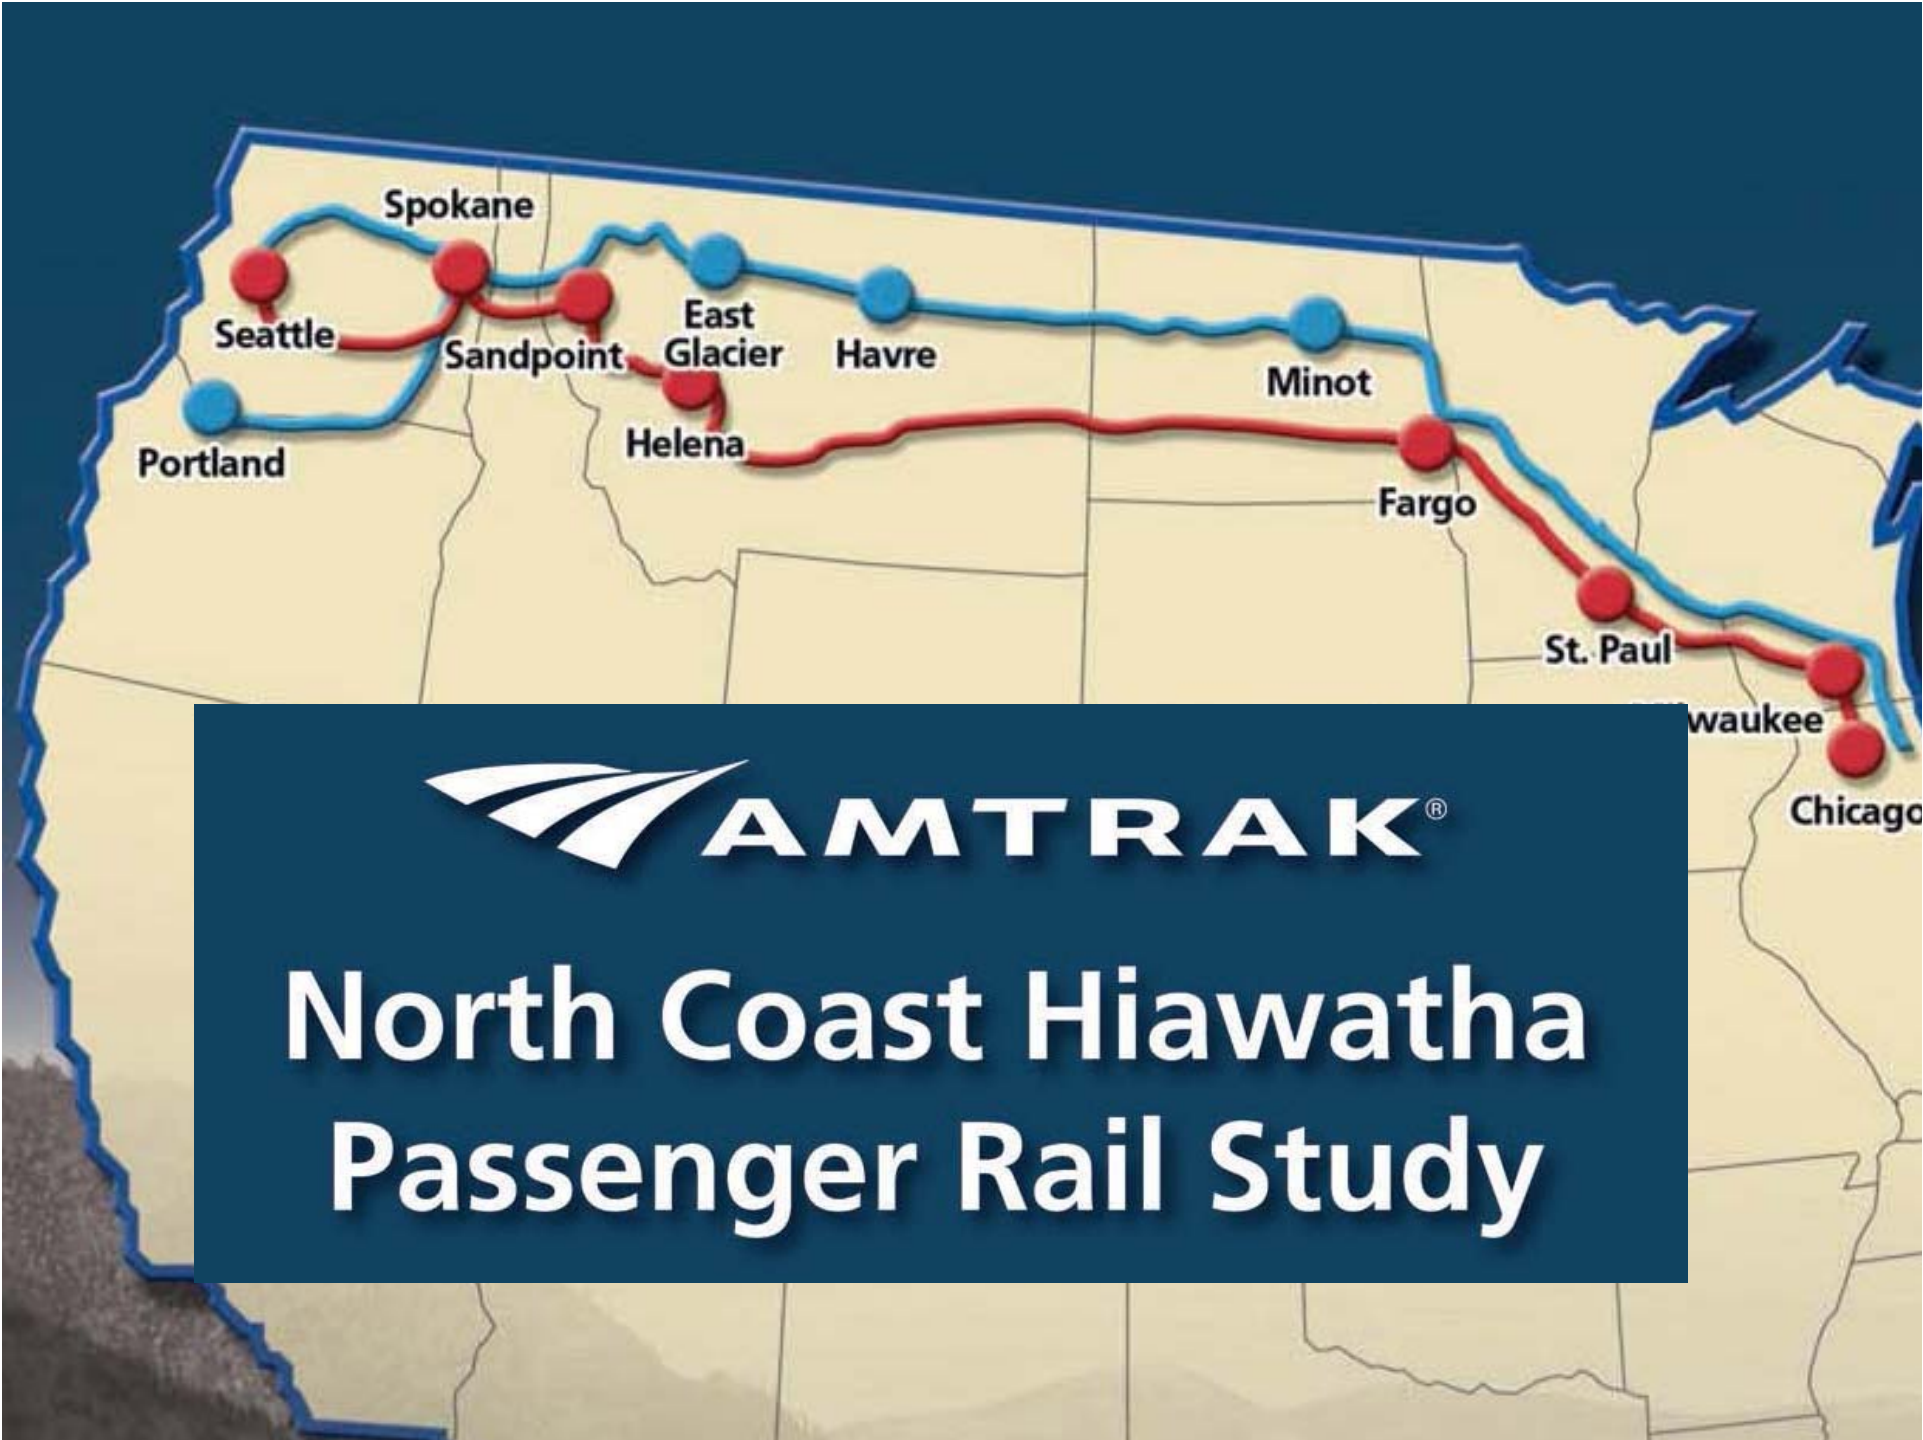 Spokane
Seattle
Sandpoint
East
Glacier
Havre
Minot
Portland
Helena
Fargo
St. Paul
waukee
Chicago
AMTRAK®
North Coast Hiawatha
Passenger Rail Study